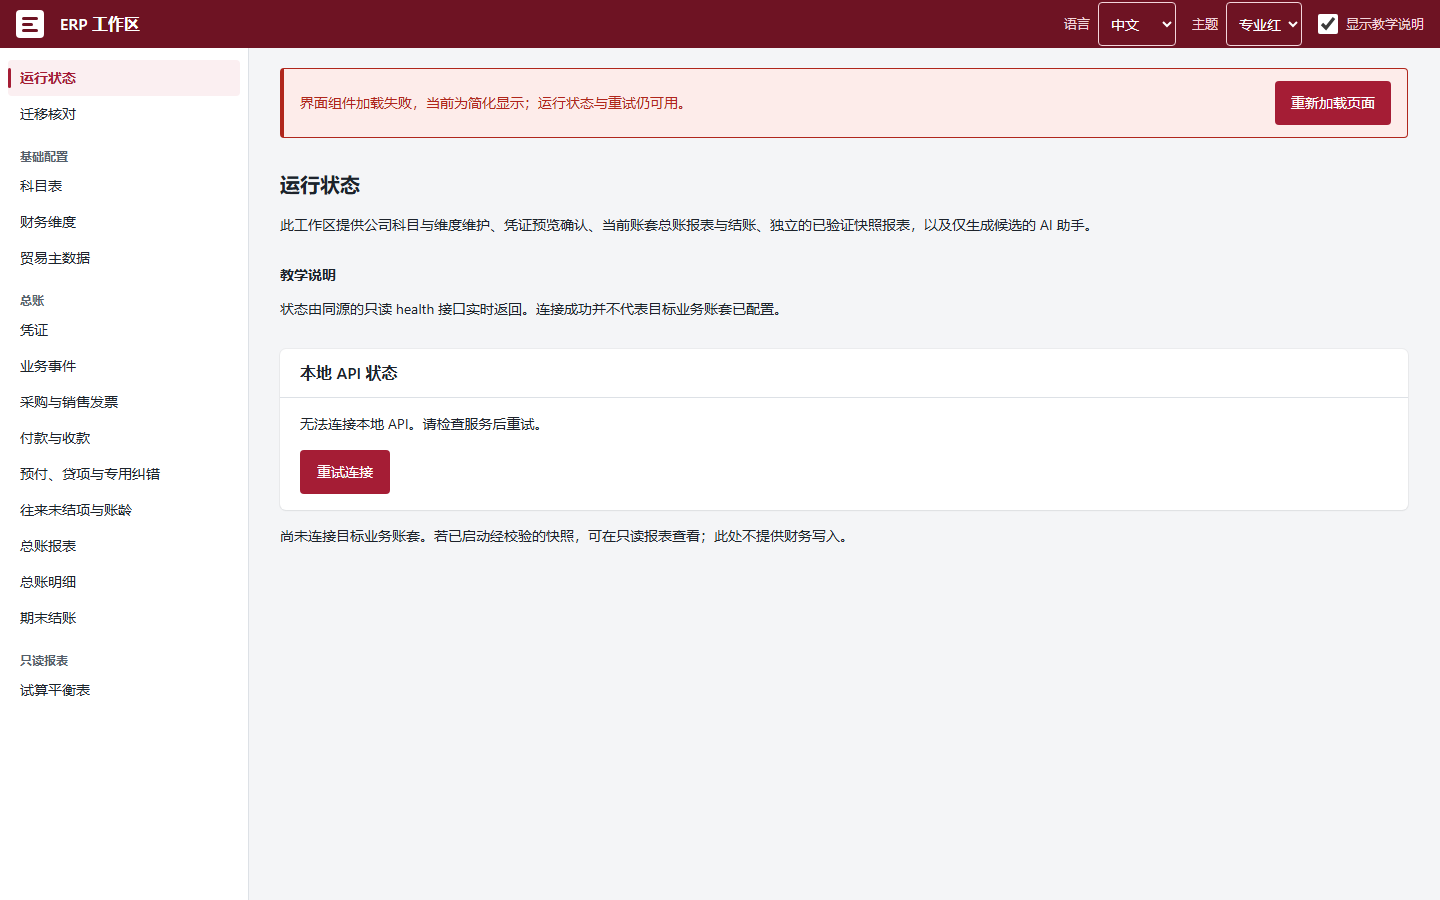 ERP 工作区
语言
中文
主题
专业红
显示教学说明
运行状态
迁移核对
基础配置
科目表
财务维度
贸易主数据
总账
凭证
业务事件
采购与销售发票
付款与收款
预付、贷项与专用纠错
往来未结项与账龄
总账报表
总账明细
期末结账
只读报表
试算平衡表
界面组件加载失败，当前为简化显示；运行状态与重试仍可用。
重新加载页面
运行状态
此工作区提供公司科目与维度维护、凭证预览确认、当前账套总账报表与结账、独立的已验证快照报表，以及仅生成候选的 AI 助手。
教学说明
状态由同源的只读 health 接口实时返回。连接成功并不代表目标业务账套已配置。
本地 API 状态
无法连接本地 API。请检查服务后重试。
重试连接
尚未连接目标业务账套。若已启动经校验的快照，可在只读报表查看；此处不提供财务写入。